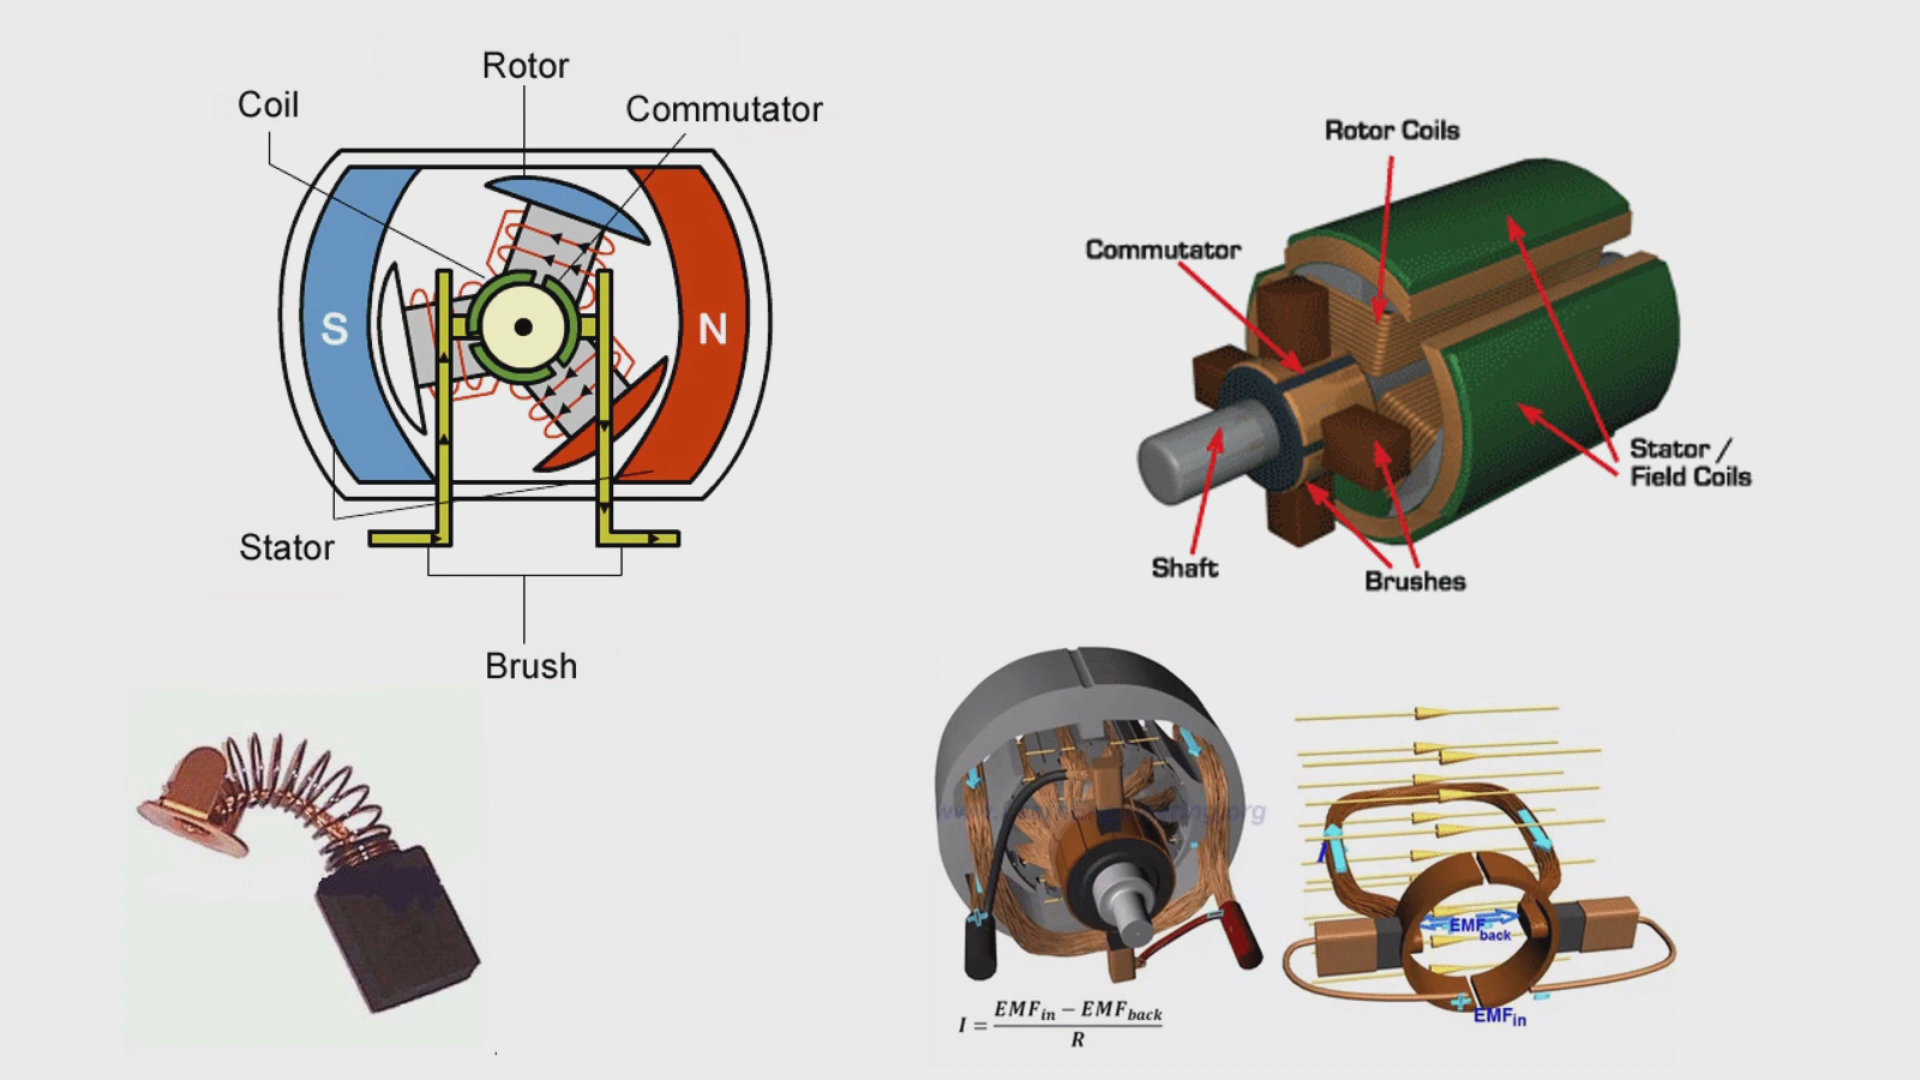 Rotor
Coil
Commutator
S
N
Stator
Brush
Rotor Coils
Commutator
Stator /
Field Coils
Shaft
Brushes
I
EMFback
EMFin
+
-
+
-
I = EMFin − EMFback
R